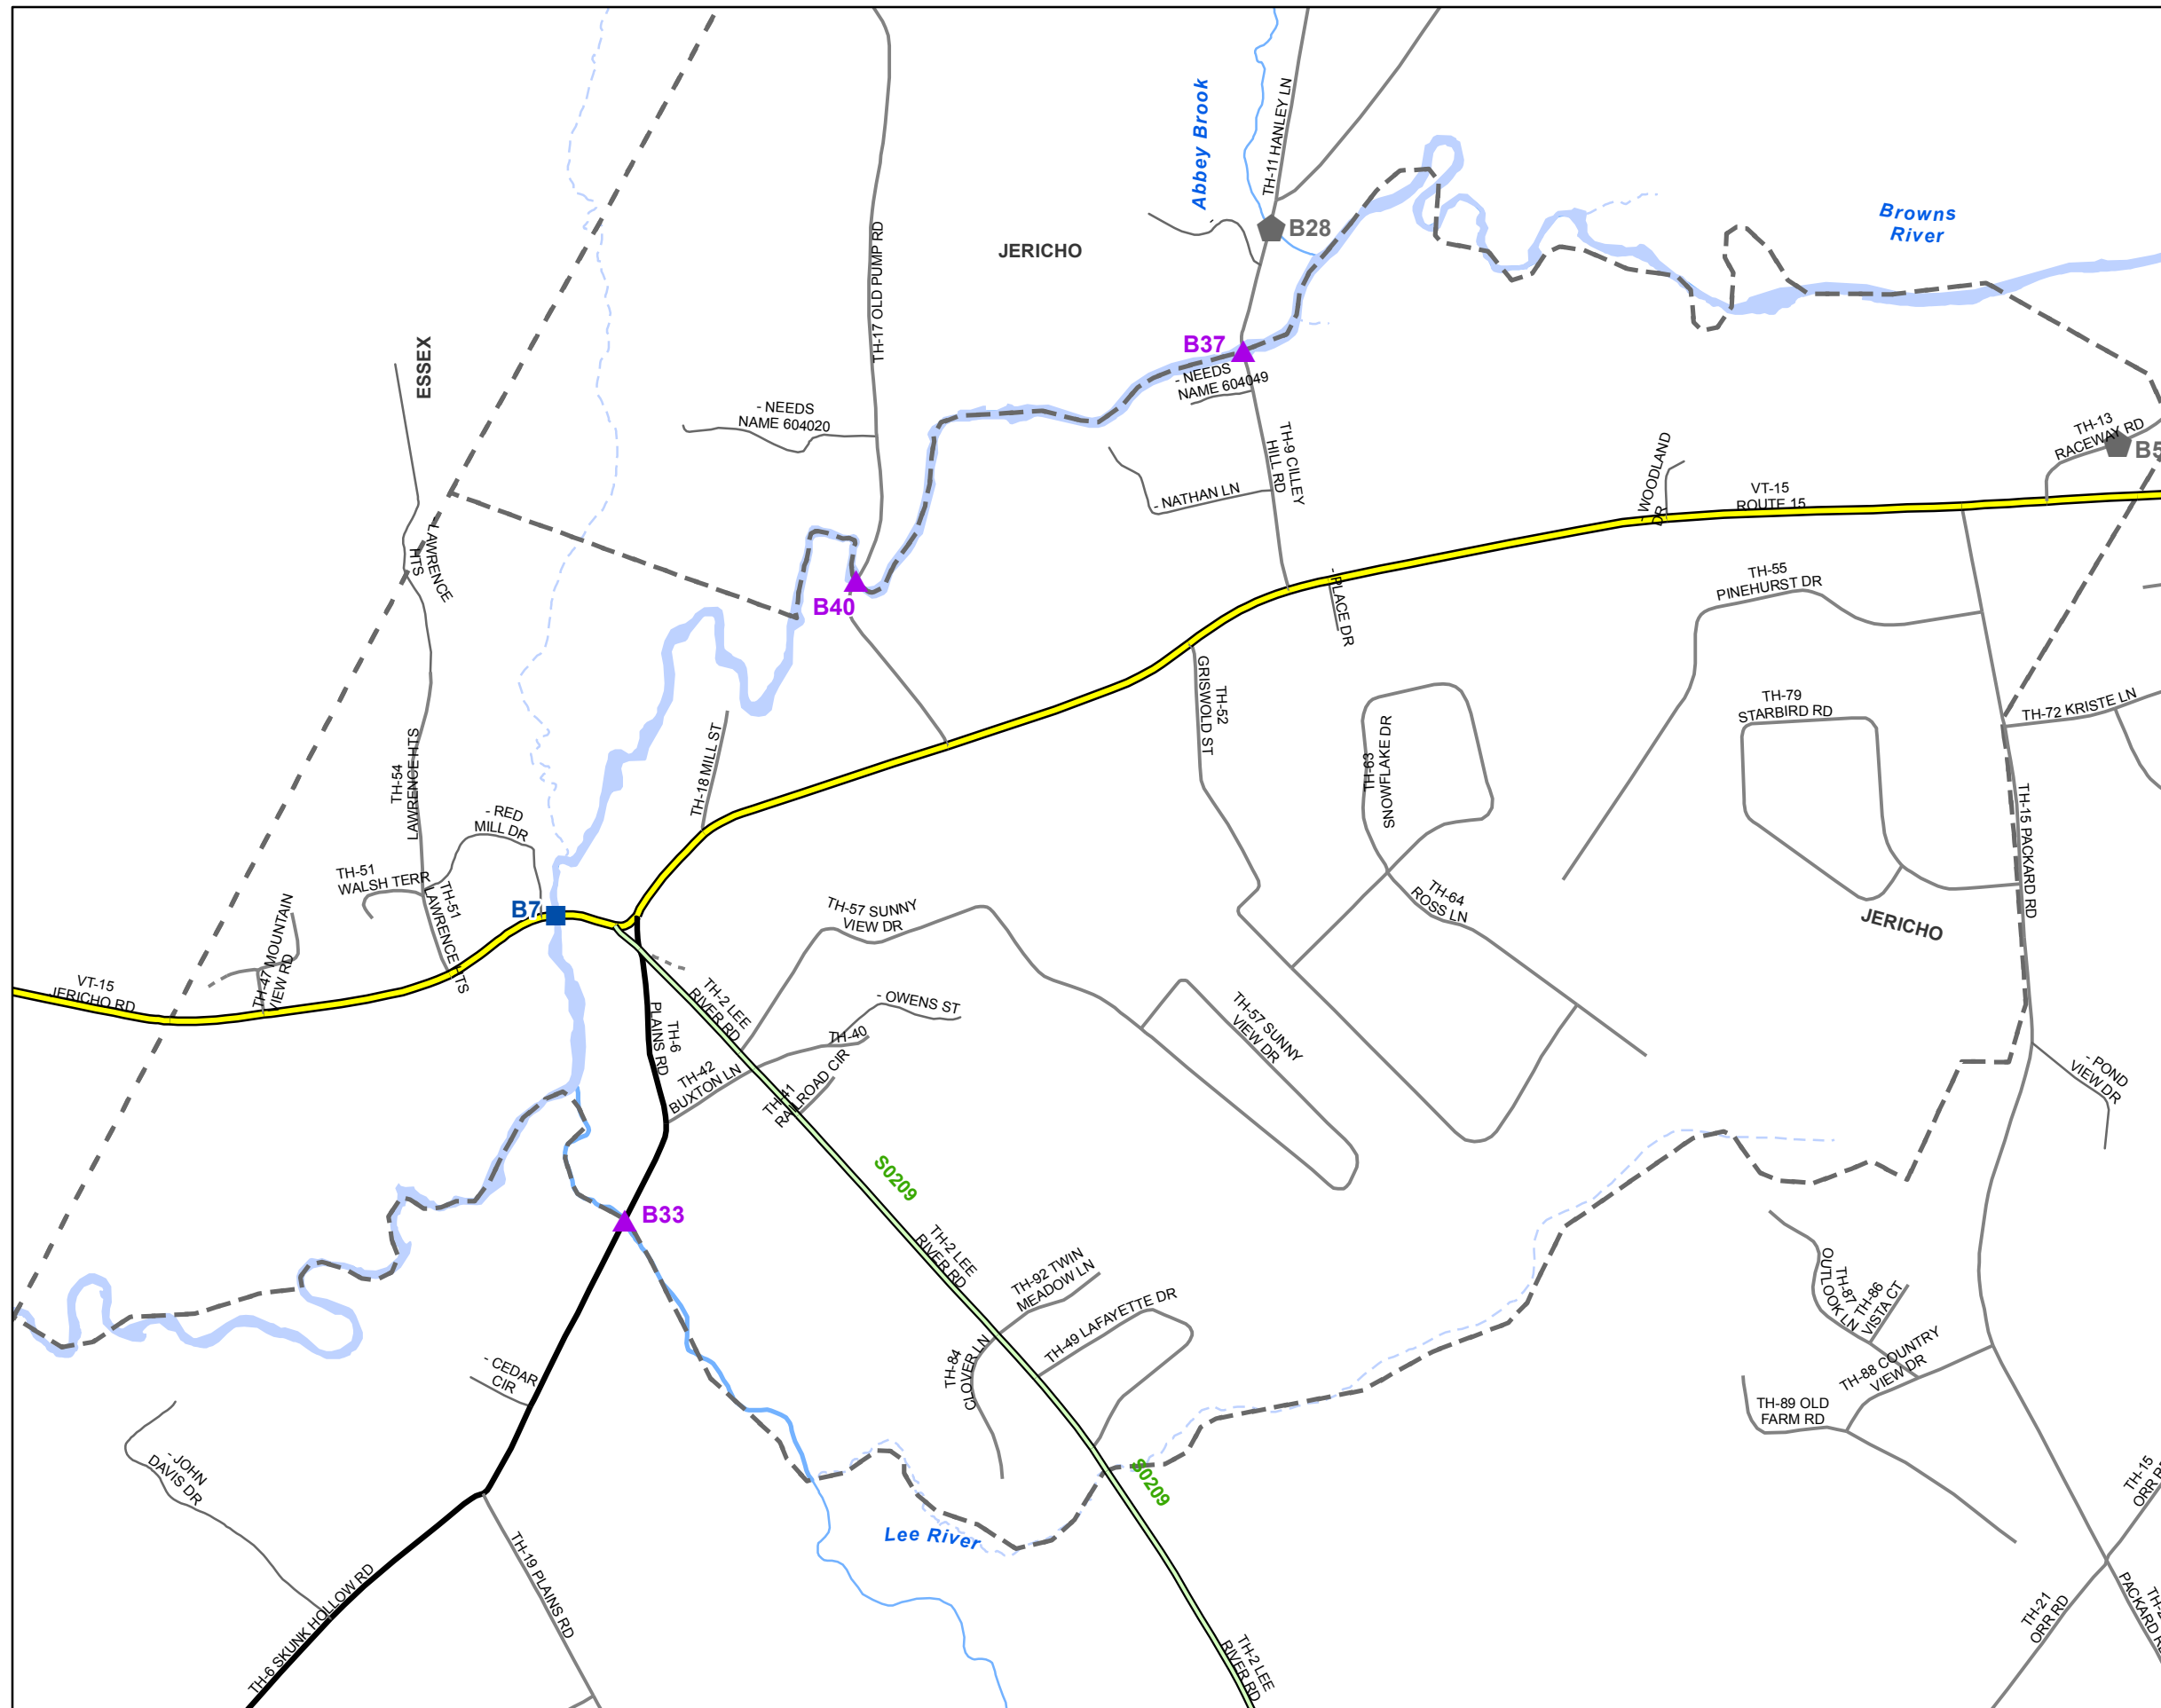 Abbey Brook
TH-11 HANLEY LN
B28
JERICHO
Browns
River
TH-17 OLD PUMP RD
ESSEX
B37
- NEEDS
NAME 604049
- NEEDS
NAME 604020
TH-13
RACEWAY RD
B5
TH-9 CILLEY
HILL RD
- NATHAN LN
- WOODLAND
DR
VT-15
ROUTE 15
- LAWRENCE
HTS
B40
- PLACE DR
TH-55
PINEHURST DR
TH-52
GRISWOLD ST
TH-63
SNOWFLAKE DR
TH-79
STARBIRD RD
TH-72 KRISTE LN
TH-18 MILL ST
TH-54
LAWRENCE HTS
- RED
MILL DR
TH-15 PACKARD RD
TH-51
WALSH TERR
TH-51
LAWRENCE HTS
B7
TH-57 SUNNY
VIEW DR
TH-64
ROSS LN
JERICHO
TH-47 MOUNTAIN
VIEW RD
VT-15
JERICHO RD
TH-2 LEE
RIVER RD
- OWENS ST
TH-6
PLAINS RD
TH-40
TH-57 SUNNY
VIEW DR
TH-42
BUXTON LN
TH-41
RAILROAD CIR
- POND
VIEW DR
S0209
B33
TH-2 LEE
RIVER RD
TH-92 TWIN
MEADOW LN
TH-49 LAFAYETTE DR
TH-87
OUTLOOK LN
TH-86
VISTA CT
TH-84
CLOVER LN
TH-88 COUNTRY
VIEW DR
- CEDAR
CIR
TH-89 OLD
FARM RD
- JOHN
DAVIS DR
S0209
TH-15
ORR R
Lee River
TH-19 PLAINS RD
TH-6 SKUNK HOLLOW RD
TH-21
ORR RD
TH-2
PACKARD R
TH-2 LEE
RIVER RD